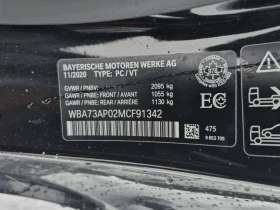 BAYERISCHE MOTOREN WERKE AG
11/2020 TYPE: PC / VT
GVWR / PNBV: 2095 kg
GAWR / PNBE: FRONT / AVANT 1055 kg
GAWR / PNBE: REAR / ARRIÈRE 1130 kg
EC
WBA73AP02MCF91342
475